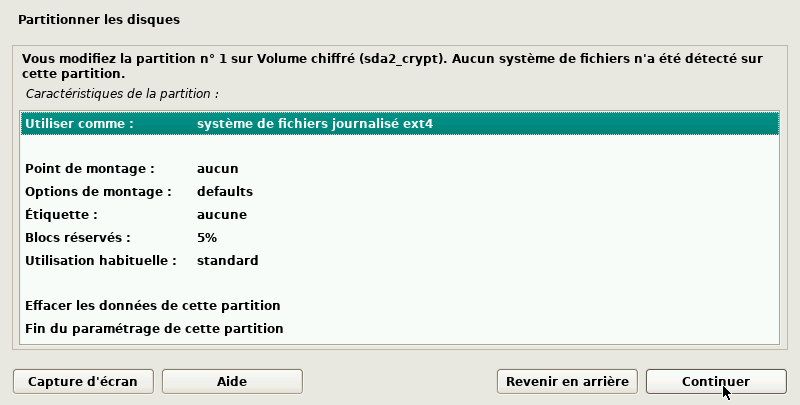 Partitionner les disques
Vous modifiez la partition n° 1 sur Volume chiffré (sda2_crypt). Aucun système de fichiers n'a été détecté sur
cette partition.
Caractéristiques de la partition :
Utiliser comme : système de fichiers journalisé ext4
Point de montage : aucun
Options de montage : defaults
Étiquette : aucune
Blocs réservés : 5%
Utilisation habituelle : standard
Effacer les données de cette partition
Fin du paramétrage de cette partition
Capture d'écran Aide Revenir en arrière Continuer